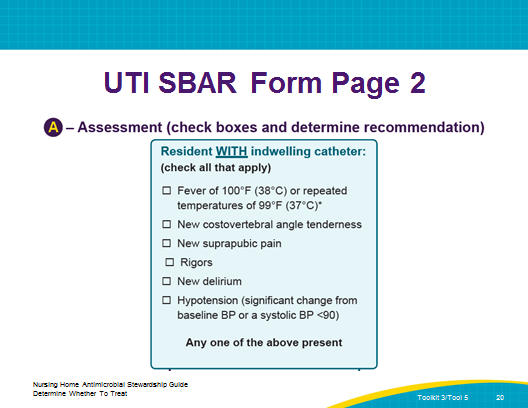 UTI SBAR Form Page 2
A – Assessment (check boxes and determine recommendation)
Resident WITH indwelling catheter:
(check all that apply)
☐ Fever of 100°F (38°C) or repeated
temperatures of 99°F (37°C)*
☐ New costovertebral angle tenderness
☐ New suprapubic pain
☐ Rigors
☐ New delirium
☐ Hypotension (significant change from
baseline BP or a systolic BP <90)
Any one of the above present
Nursing Home Antimicrobial Stewardship Guide
Determine Whether To Treat
Toolkit 3/Tool 5 20